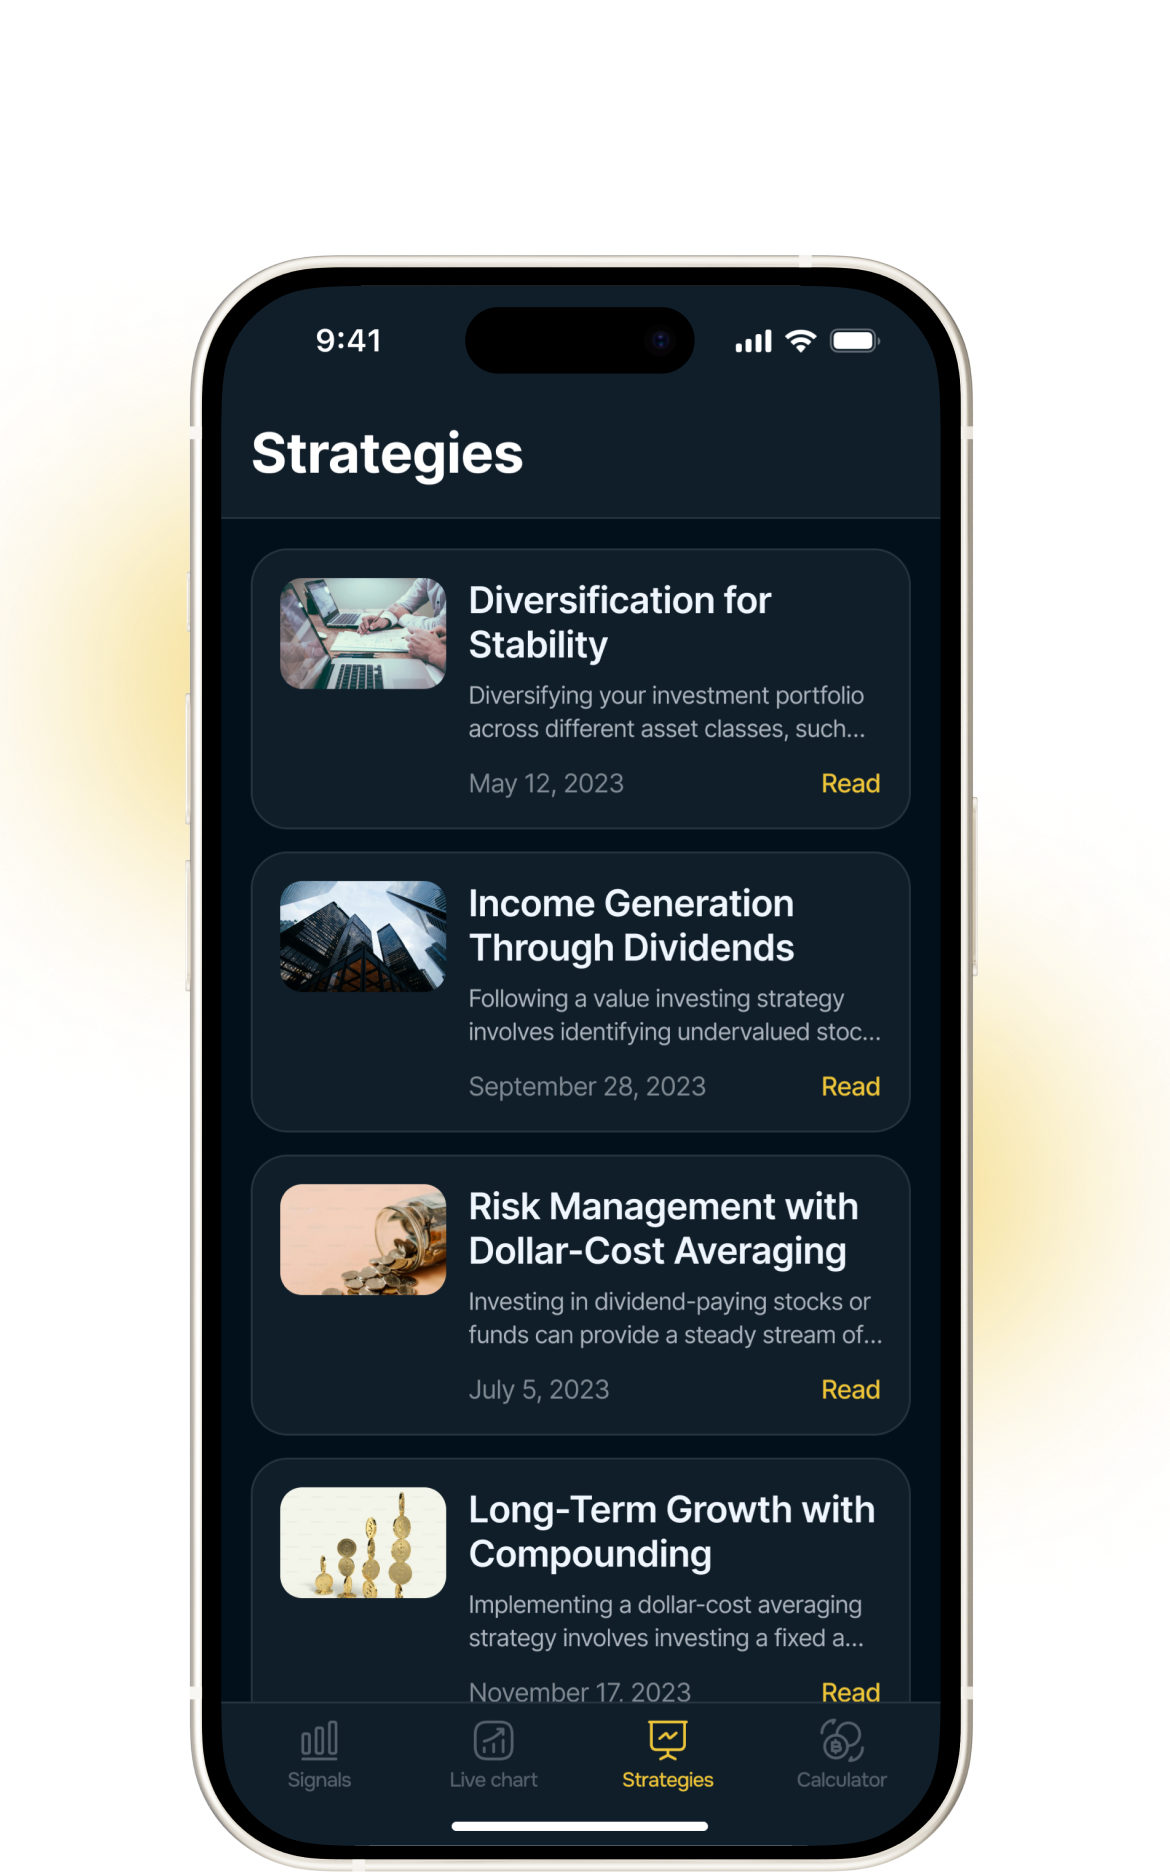 9:41
Strategies
Diversification for
Stability
Diversifying your investment portfolio
across different asset classes, such...
May 12, 2023
Read
Income Generation
Through Dividends
Following a value investing strategy
involves identifying undervalued stoc...
September 28, 2023
Read
Risk Management with
Dollar-Cost Averaging
Investing in dividend-paying stocks or
funds can provide a steady stream of...
July 5, 2023
Read
Long-Term Growth with
Compounding
Implementing a dollar-cost averaging
strategy involves investing a fixed a...
November 17, 2023
Read
Signals
Live chart
Strategies
Calculator